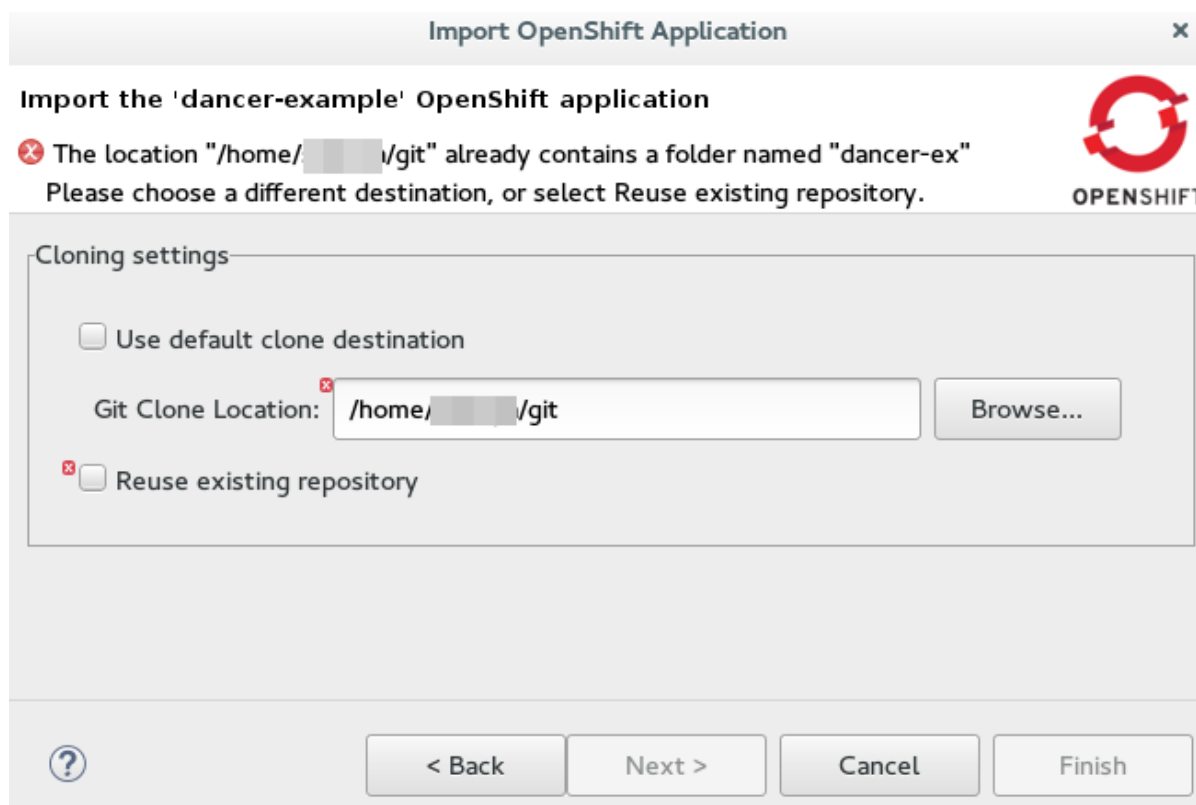 Import OpenShift Application ×
Import the 'dancer-example' OpenShift application
The location "/home/ /git" already contains a folder named "dancer-ex"
Please choose a different destination, or select Reuse existing repository.
OPENSHIFT
Cloning settings
Use default clone destination
Git Clone Location: /home/ /git Browse...
Reuse existing repository
? < Back Next > Cancel Finish